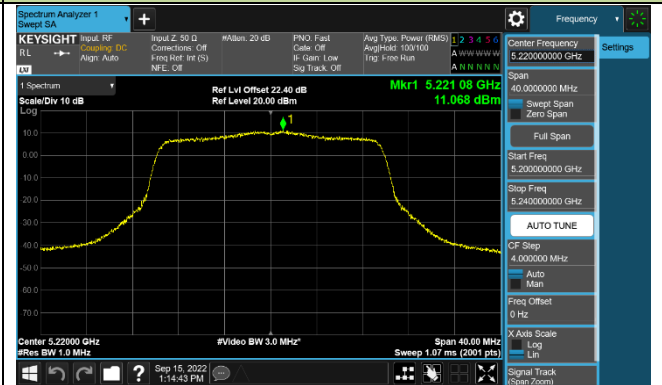 Spectrum Analyzer 1
Swept SA
Frequency
KEYSIGHT
RL
Input: RF
Coupling: DC
Align: Auto
Input Z: 50 Ω
Corrections: Off
Freq Ref: Int (S)
NFE: Off
#Atten: 20 dB
PNO: Fast
Gate: Off
IF Gain: Low
Sig Track: Off
Avg Type: Power (RMS)
Avg|Hold: 100/100
Trig: Free Run
1 2 3 4 5 6
A W W W W W
A N N N N N
LXI
1 Spectrum
Scale/Div 10 dB
Log
Ref Lvl Offset 22.40 dB
Ref Level 20.00 dBm
Mkr1 5.221 08 GHz
11.068 dBm
1
10.0
0.00
-10.0
-20.0
-30.0
-40.0
-50.0
-60.0
-70.0
Center 5.22000 GHz
#Res BW 1.0 MHz
#Video BW 3.0 MHz*
Span 40.00 MHz
Sweep 1.07 ms (2001 pts)
Sep 15, 2022
1:14:43 PM
?
Center Frequency
5.220000000 GHz
Settings
Span
40.0000000 MHz
Swept Span
Zero Span
Full Span
Start Freq
5.200000000 GHz
Stop Freq
5.240000000 GHz
AUTO TUNE
CF Step
4.000000 MHz
Auto
Man
Freq Offset
0 Hz
X Axis Scale
Log
Lin
Signal Track
(Span Zoom)